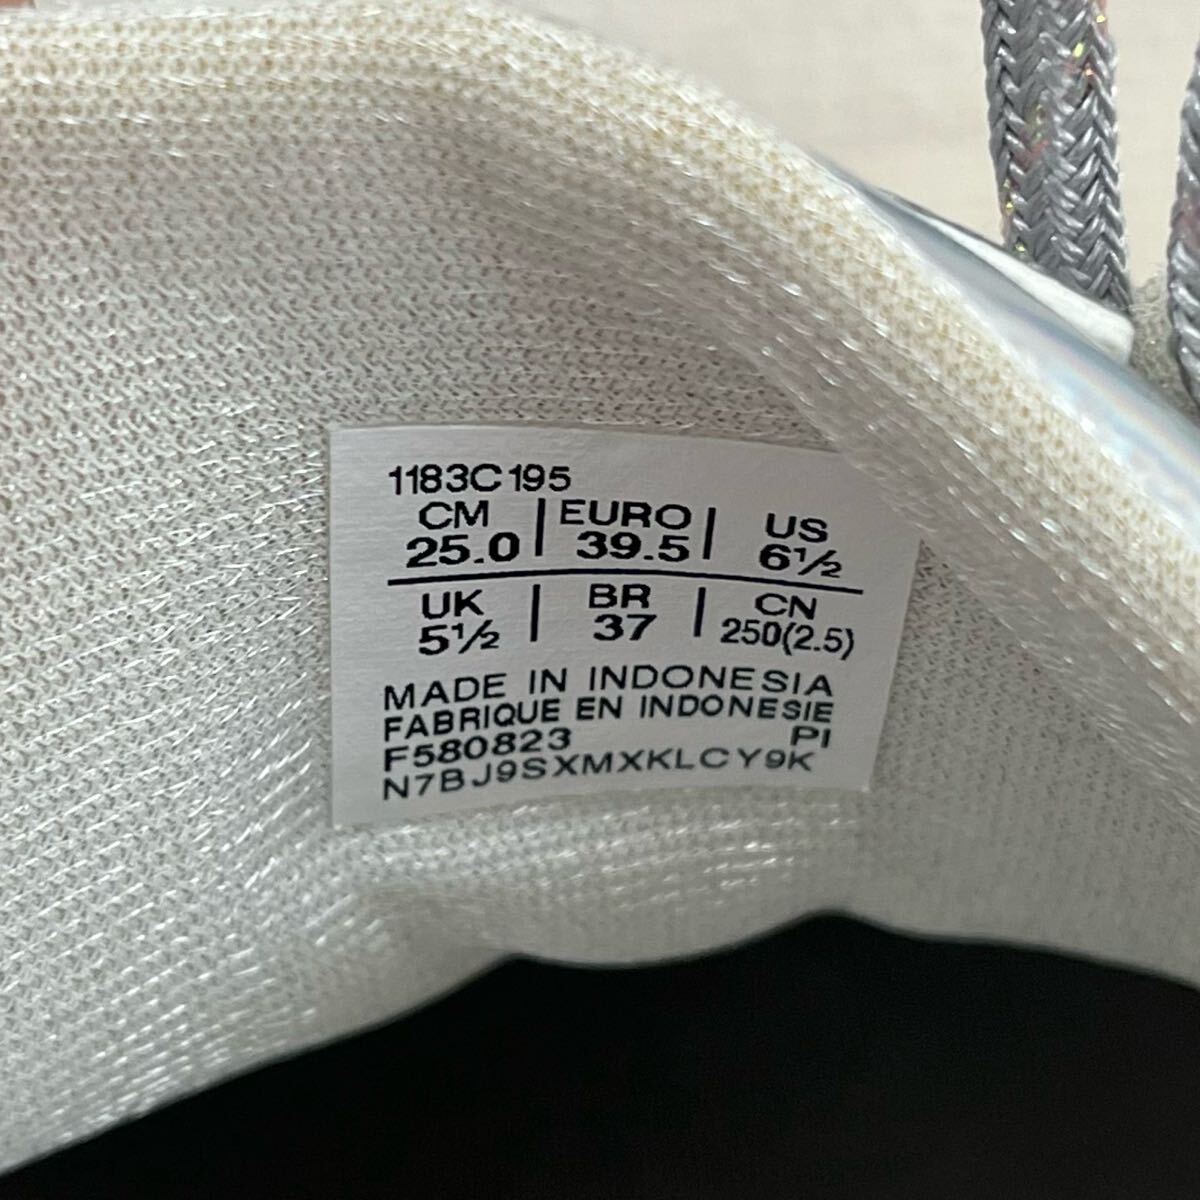 1183C195
CM | EURO | US
25.0 | 39.5 | 6½
UK | BR | CN
5½ | 37 | 250(2.5)
MADE IN INDONESIA
FABRIQUE EN INDONESIE
F580823 PI
N7BJ9SXMXKLCY9K